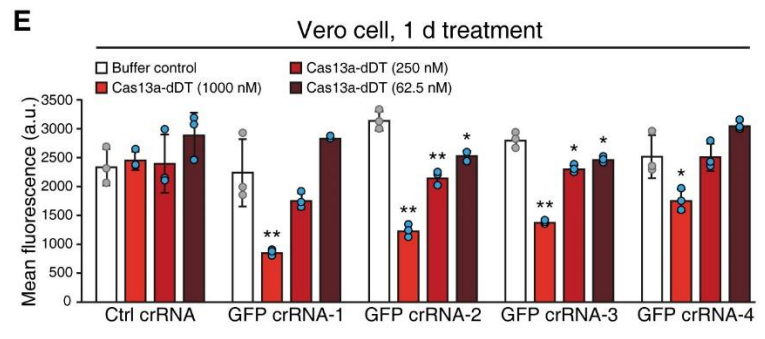 E
Vero cell, 1 d treatment
Buffer control
Cas13a-dDT (250 nM)
Cas13a-dDT (1000 nM)
Cas13a-dDT (62.5 nM)
Mean fluorescence (a.u.)
3500
3000
2500
2000
1500
1000
500
0
**
**
**
*
**
*
*
*
Ctrl crRNA
GFP crRNA-1
GFP crRNA-2
GFP crRNA-3
GFP crRNA-4